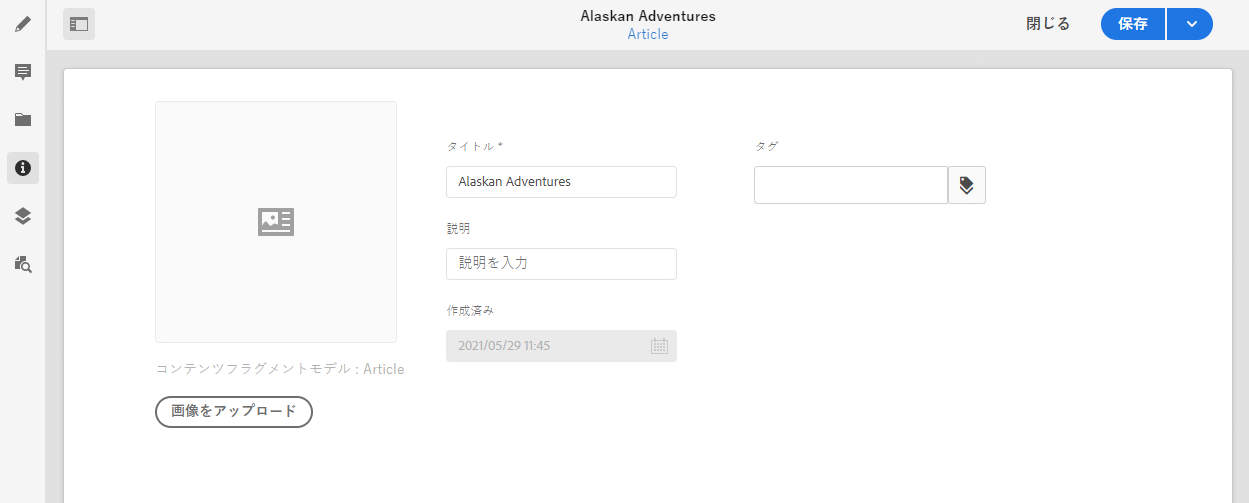 Alaskan Adventures
Article
閉じる
保存
タイトル *
Alaskan Adventures
タグ
説明
説明を入力
作成済み
2021/05/29 11:45
コンテンツフラグメントモデル : Article
画像をアップロード